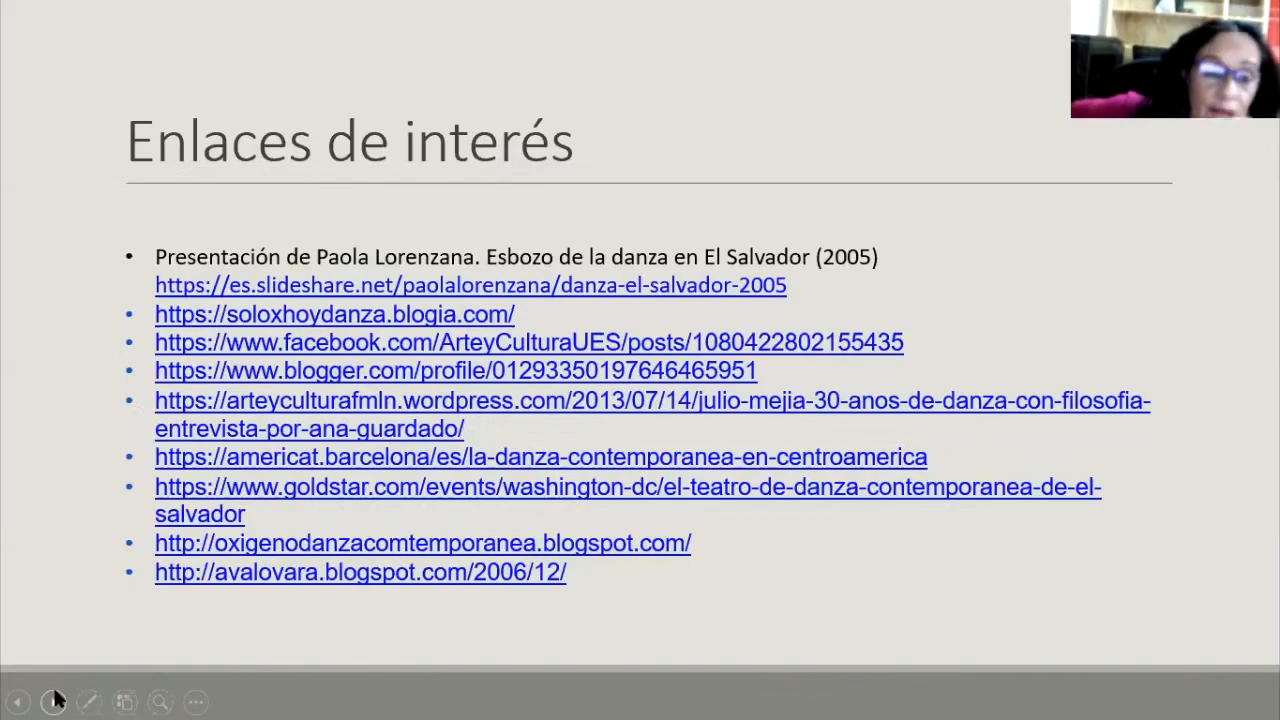 Enlaces de interés
• Presentación de Paola Lorenzana. Esbozo de la danza en El Salvador (2005)
https://es.slideshare.net/paolalorenzana/danza-el-salvador-2005
• https://soloxhoydanza.blogia.com/
• https://www.facebook.com/ArteyCulturaUES/posts/1080422802155435
• https://www.blogger.com/profile/01293350197646465951
• https://arteyculturafmln.wordpress.com/2013/07/14/julio-mejia-30-anos-de-danza-con-filosofia-
entrevista-por-ana-guardado/
• https://americat.barcelona/es/la-danza-contemporanea-en-centroamerica
• https://www.goldstar.com/events/washington-dc/el-teatro-de-danza-contemporanea-de-el-
salvador
• http://oxigenodanzacomtemporanea.blogspot.com/
• http://avalovara.blogspot.com/2006/12/